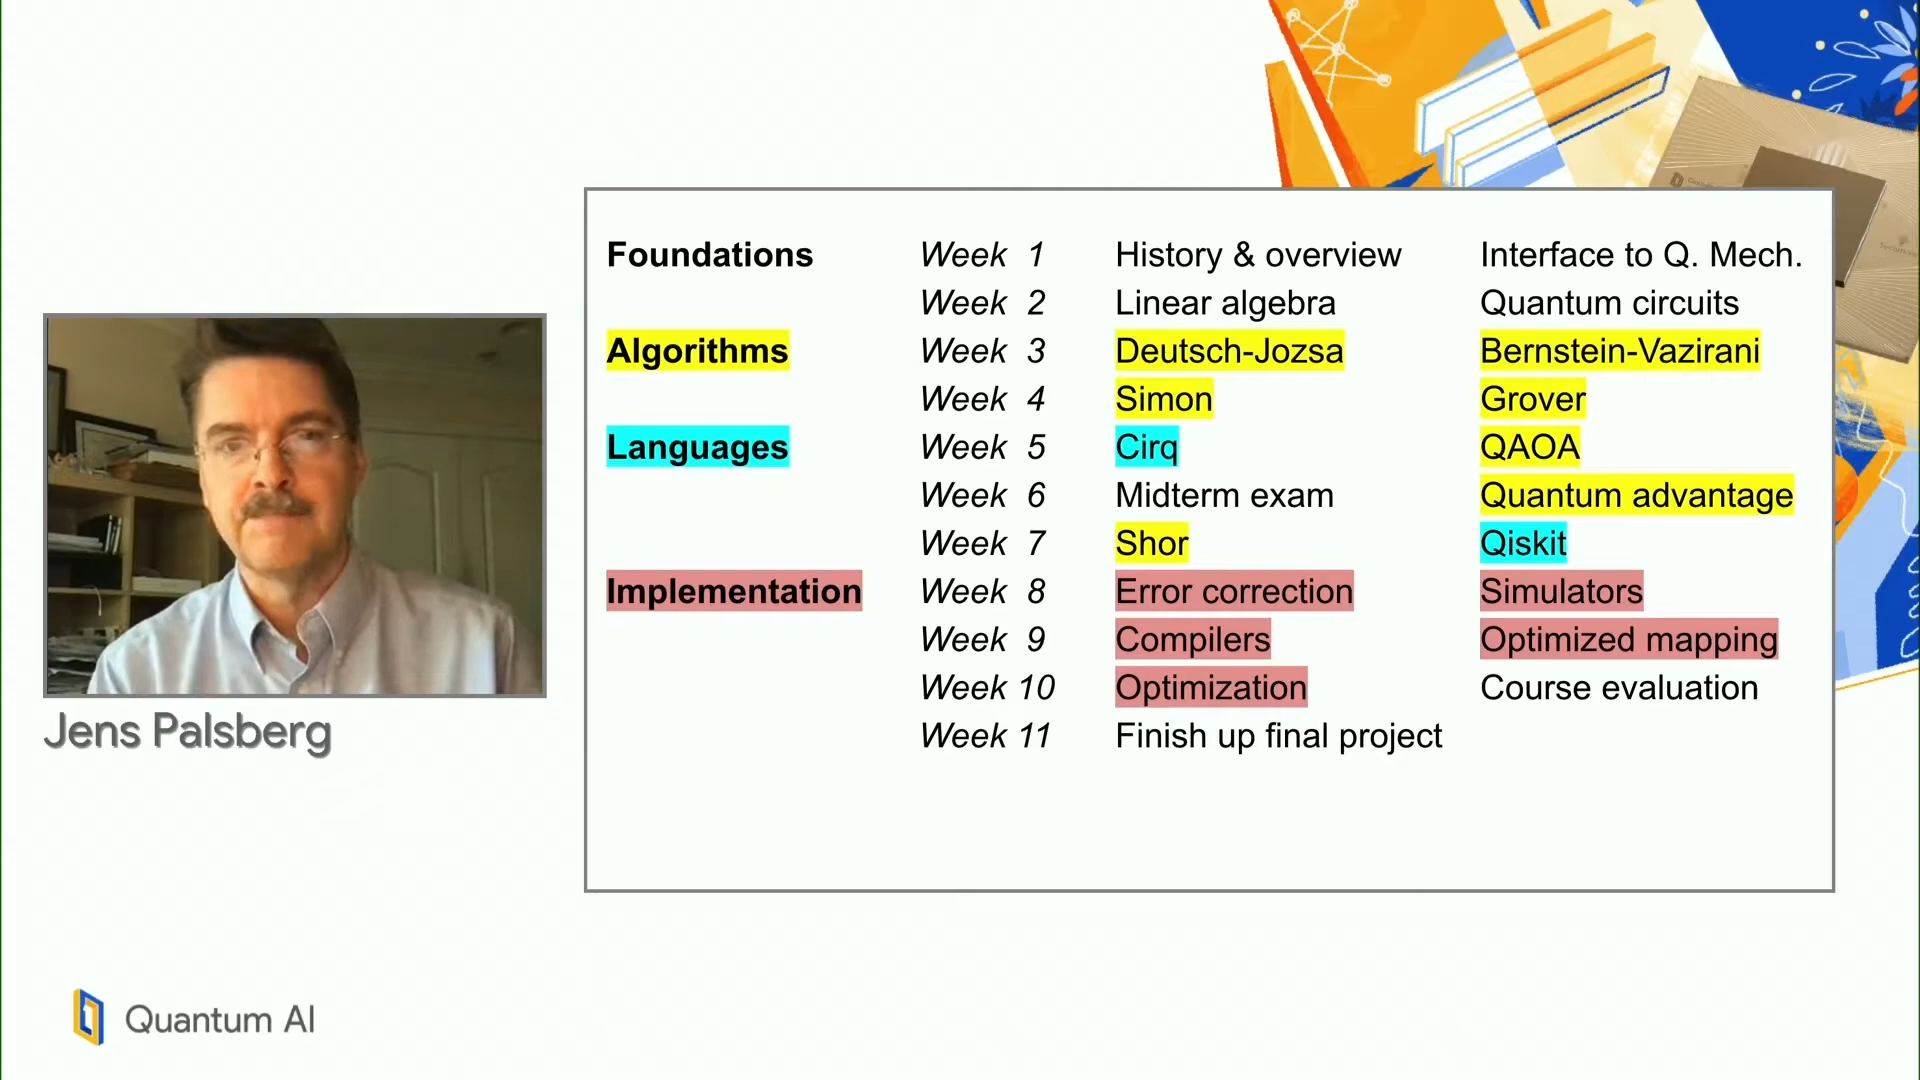 Foundations Week 1 History & overview Interface to Q. Mech.
Week 2 Linear algebra Quantum circuits
Algorithms Week 3 Deutsch-Jozsa Bernstein-Vazirani
Week 4 Simon Grover
Languages Week 5 Cirq QAOA
Week 6 Midterm exam Quantum advantage
Week 7 Shor Qiskit
Implementation Week 8 Error correction Simulators
Week 9 Compilers Optimized mapping
Week 10 Optimization Course evaluation
Week 11 Finish up final project
Jens Palsberg
Quantum AI